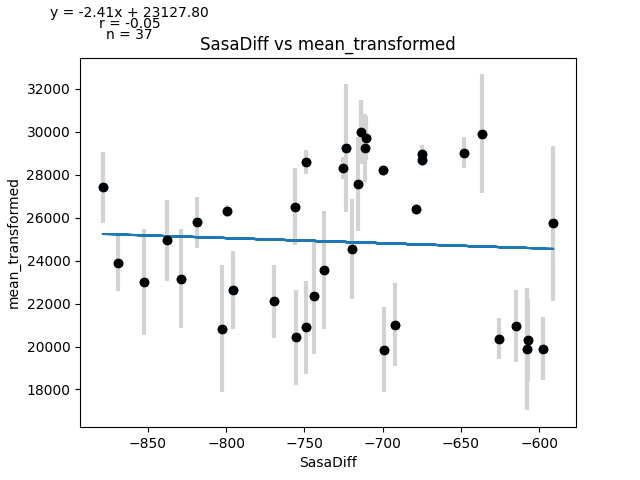 y = -2.41x + 23127.80
r = -0.05
n = 37
SasaDiff vs mean_transformed
32000
30000
28000
26000
24000
22000
20000
18000
mean_transformed
−850
−800
−750
−700
−650
−600
SasaDiff